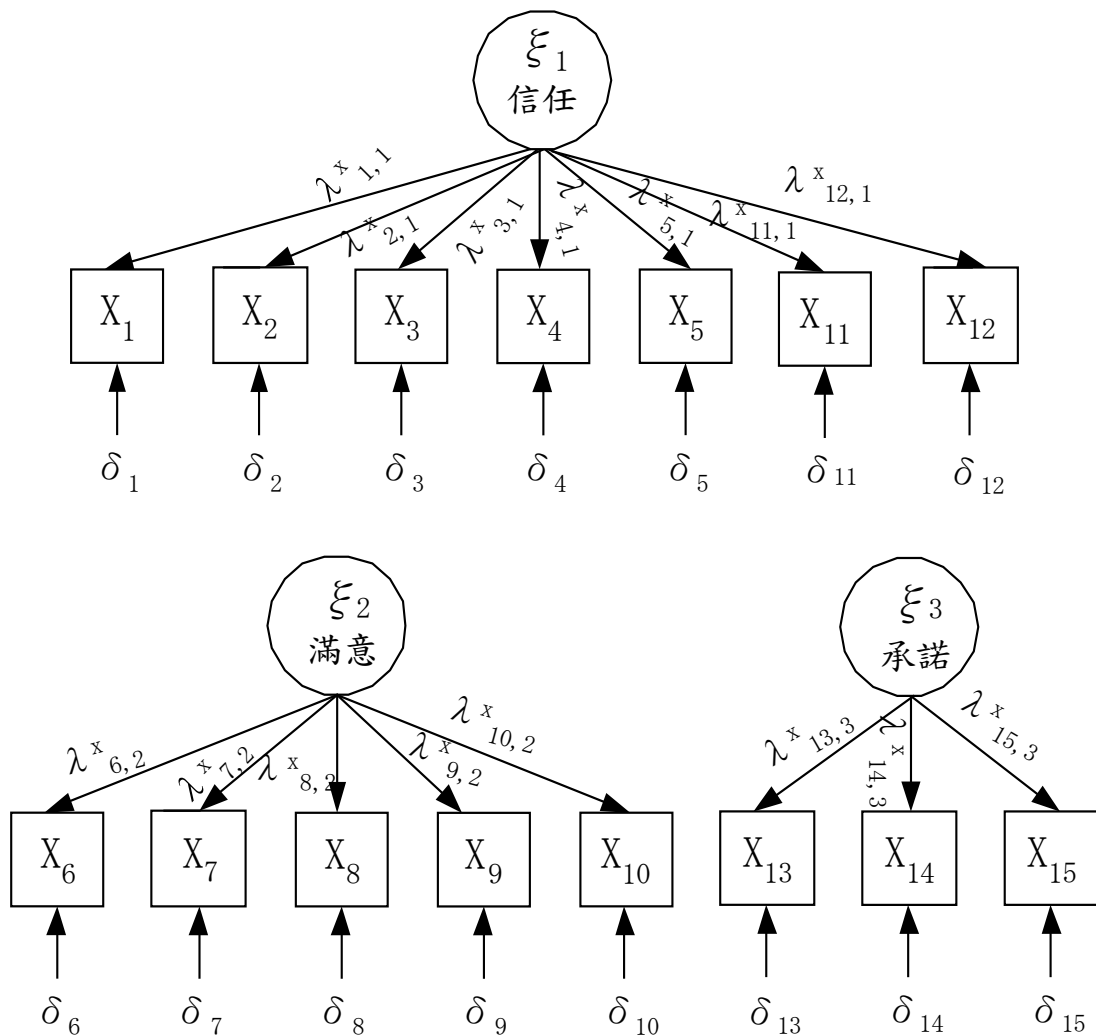 ξ1
信任
λx1,1 λx2,1 λx3,1 λx4,1 λx5,1 λx11,1 λx12,1
X1 X2 X3 X4 X5 X11 X12
δ1 δ2 δ3 δ4 δ5 δ11 δ12
ξ2
滿意
λx6,2 λx7,2 λx8,2 λx9,2 λx10,2
X6 X7 X8 X9 X10
δ6 δ7 δ8 δ9 δ10
ξ3
承諾
λx13,3 λx14,3 λx15,3
X13 X14 X15
δ13 δ14 δ15